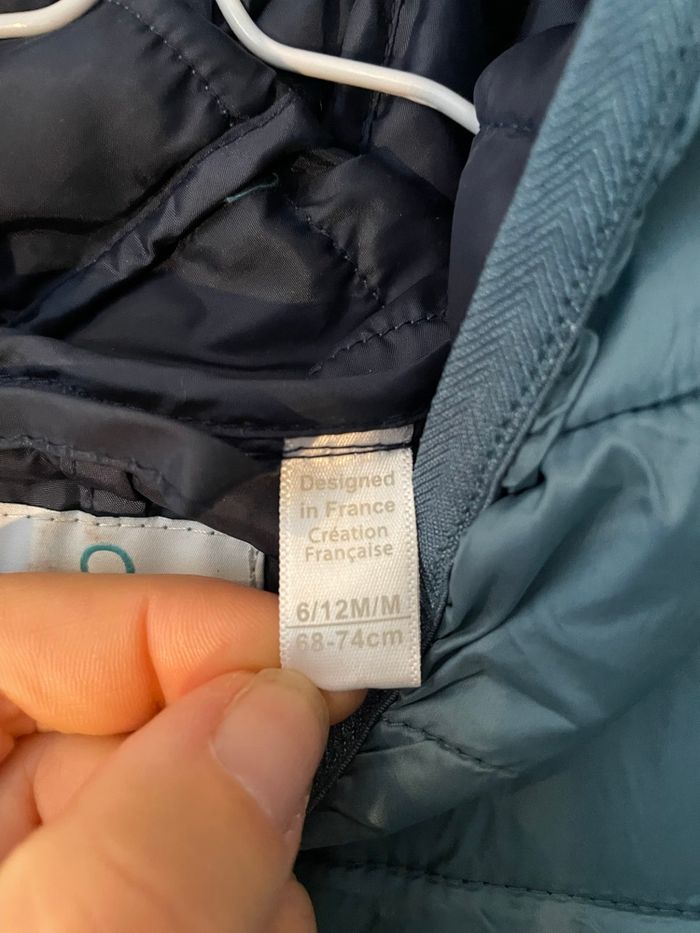 Designed
in France
Création
Française
6/12M/M
68-74cm